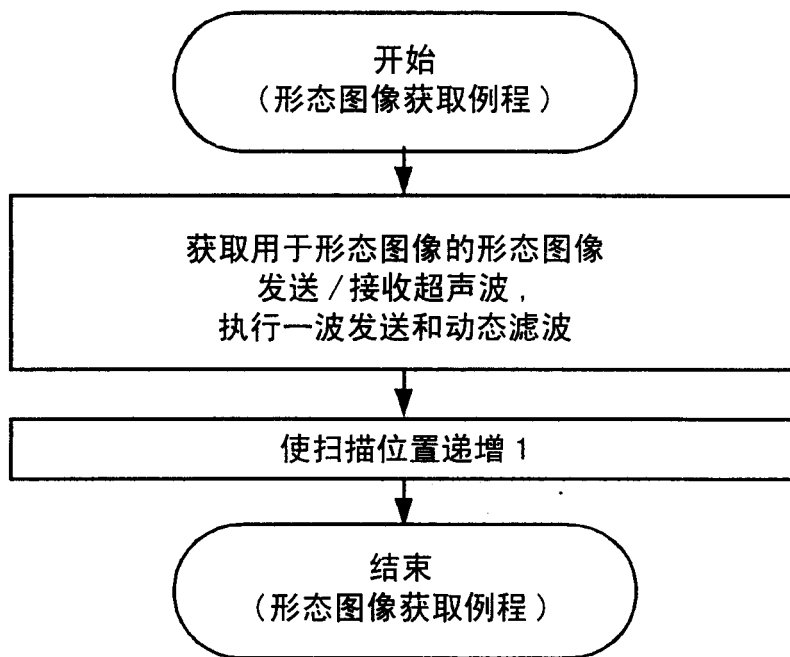 开始
（形态图像获取例程）
获取用于形态图像的形态图像
发送/接收超声波,
执行一波发送和动态滤波
使扫描位置递增1
结束
（形态图像获取例程）